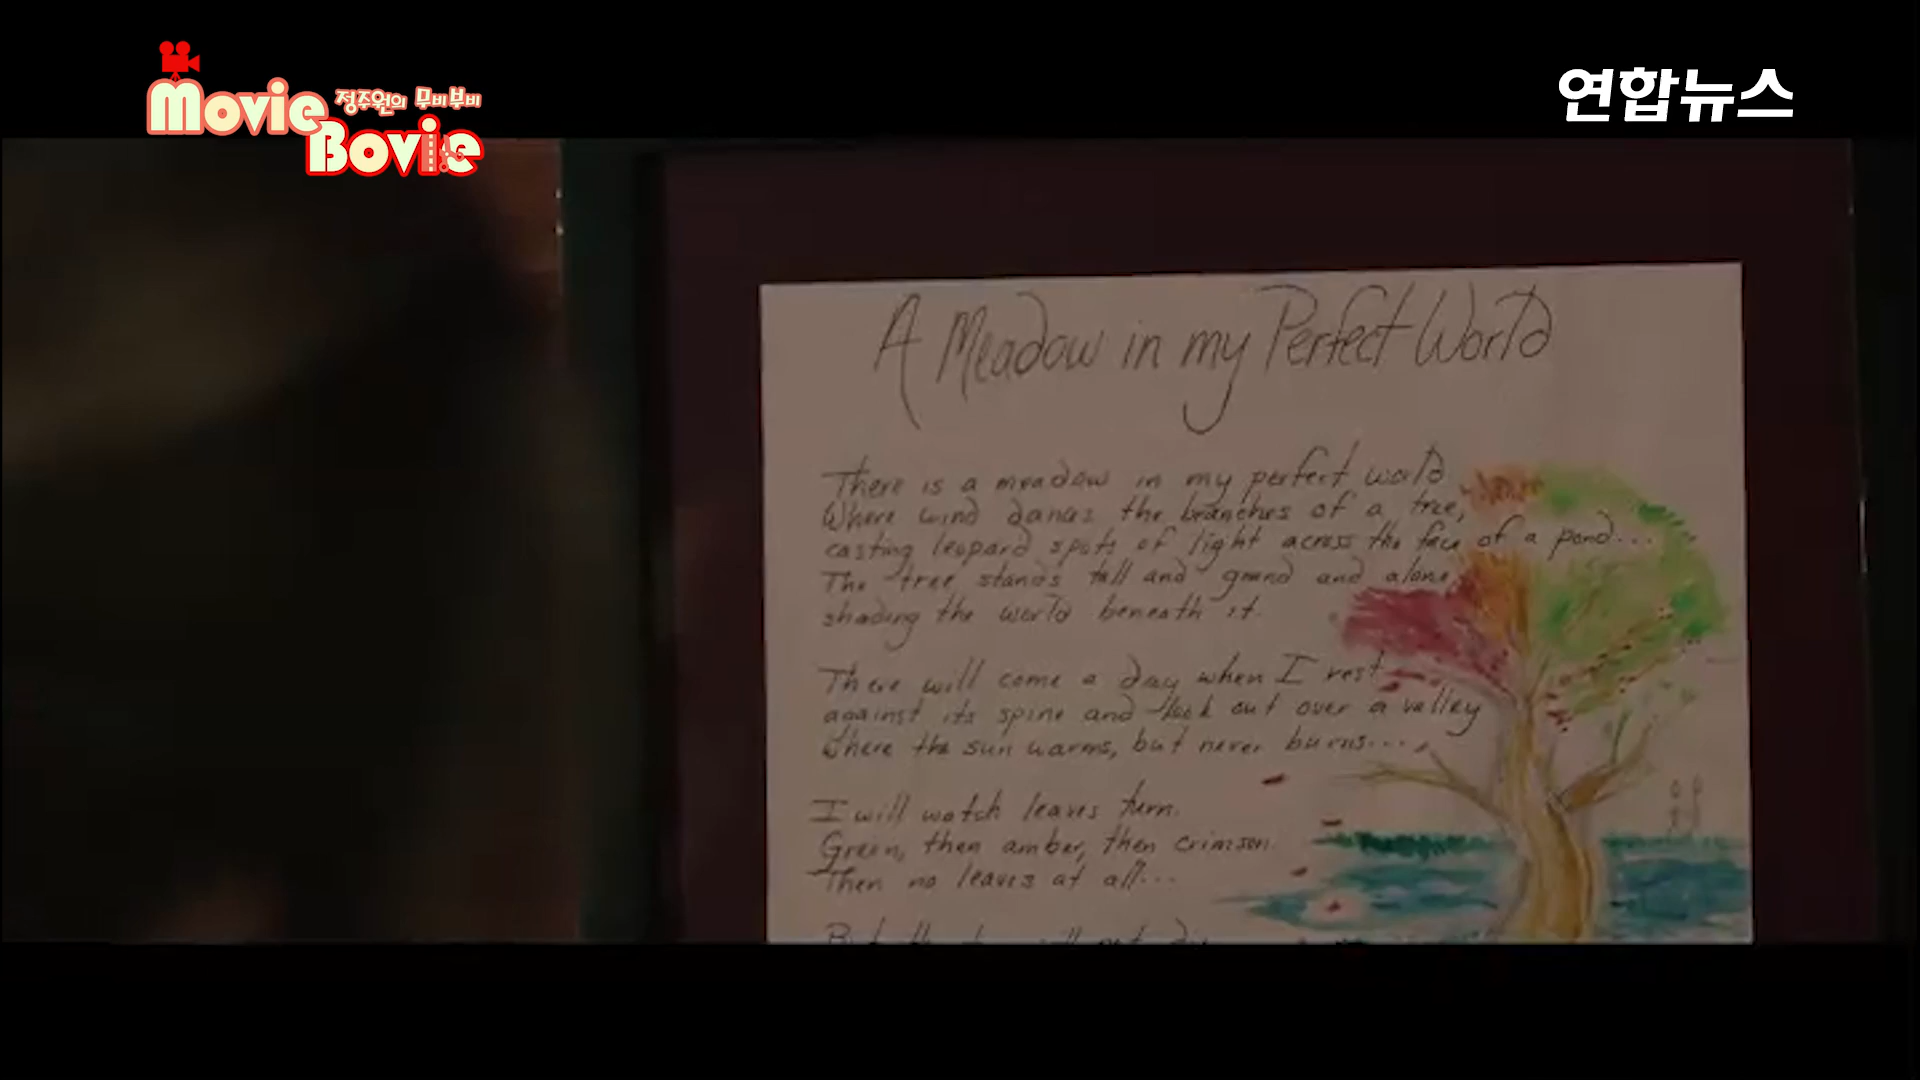 Movie
정주원의 무비부비
Bovie
연합뉴스
A Meadow in my Perfect World
There is a meadow in my perfect world
Where wind dances the branches of a tree,
casting leopard spots of light across the face of a pond...
The tree stands tall and grand and alone
shading the world beneath it.
There will come a day when I rest
against its spine and look out over a valley
Where the sun warms, but never burns...
I will watch leaves turn.
Green, then amber, then crimson.
Then no leaves at all...